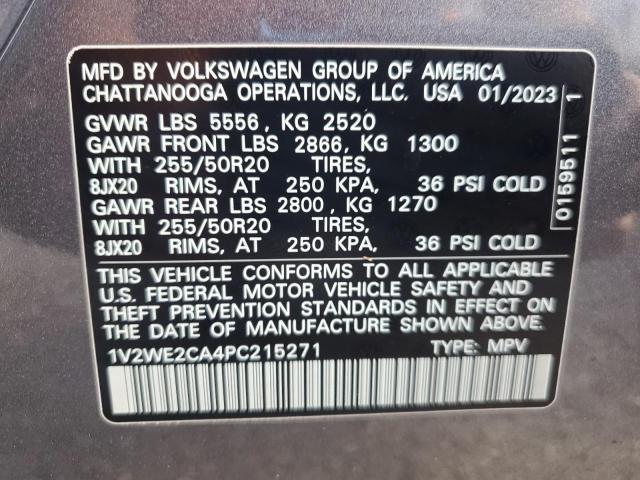 MFD BY VOLKSWAGEN GROUP OF AMERICA
CHATTANOOGA OPERATIONS, LLC. USA 01/2023
GVWR LBS 5556, KG 2520
GAWR FRONT LBS 2866, KG 1300
WITH 255/50R20 TIRES,
8JX20 RIMS, AT 250 KPA, 36 PSI COLD
GAWR REAR LBS 2800, KG 1270
WITH 255/50R20 TIRES,
8JX20 RIMS, AT 250 KPA, 36 PSI COLD
THIS VEHICLE CONFORMS TO ALL APPLICABLE
U.S. FEDERAL MOTOR VEHICLE SAFETY AND
THEFT PREVENTION STANDARDS IN EFFECT ON
THE DATE OF MANUFACTURE SHOWN ABOVE.
1V2WE2CA4PC215271 TYPE: MPV
0159511 1